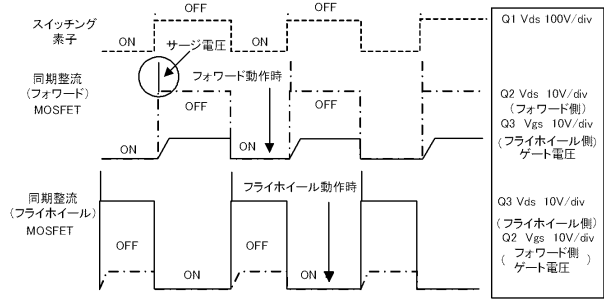 OFF
OFF
スイッチング
素子
ON
ON
Q1 Vds 100V/div
サージ電圧
フォワード動作時
同期整流
(フォワード)
MOSFET
OFF
OFF
ON
ON
Q2 Vds 10V/div
(フォワード側)
Q3 Vgs 10V/div
(フライホイール側)
ゲート電圧
同期整流
(フライホイール)
MOSFET
フライホイール動作時
OFF
OFF
OFF
ON
ON
Q3 Vds 10V/div
(フライホイール側)
Q2 Vgs 10V/div
(フォワード側
ゲート電圧)